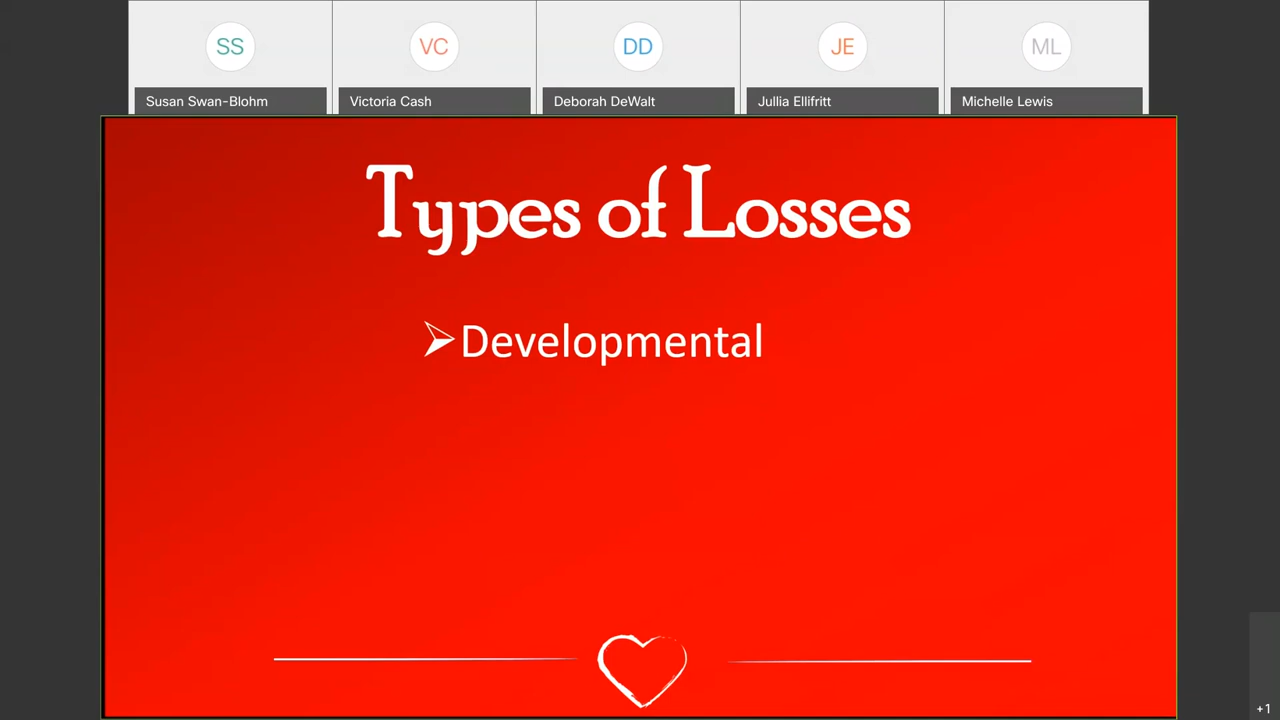 SS VC DD JE ML
Susan Swan-Blohm Victoria Cash Deborah DeWalt Jullia Ellifritt Michelle Lewis
Types of Losses
➢Developmental
+1